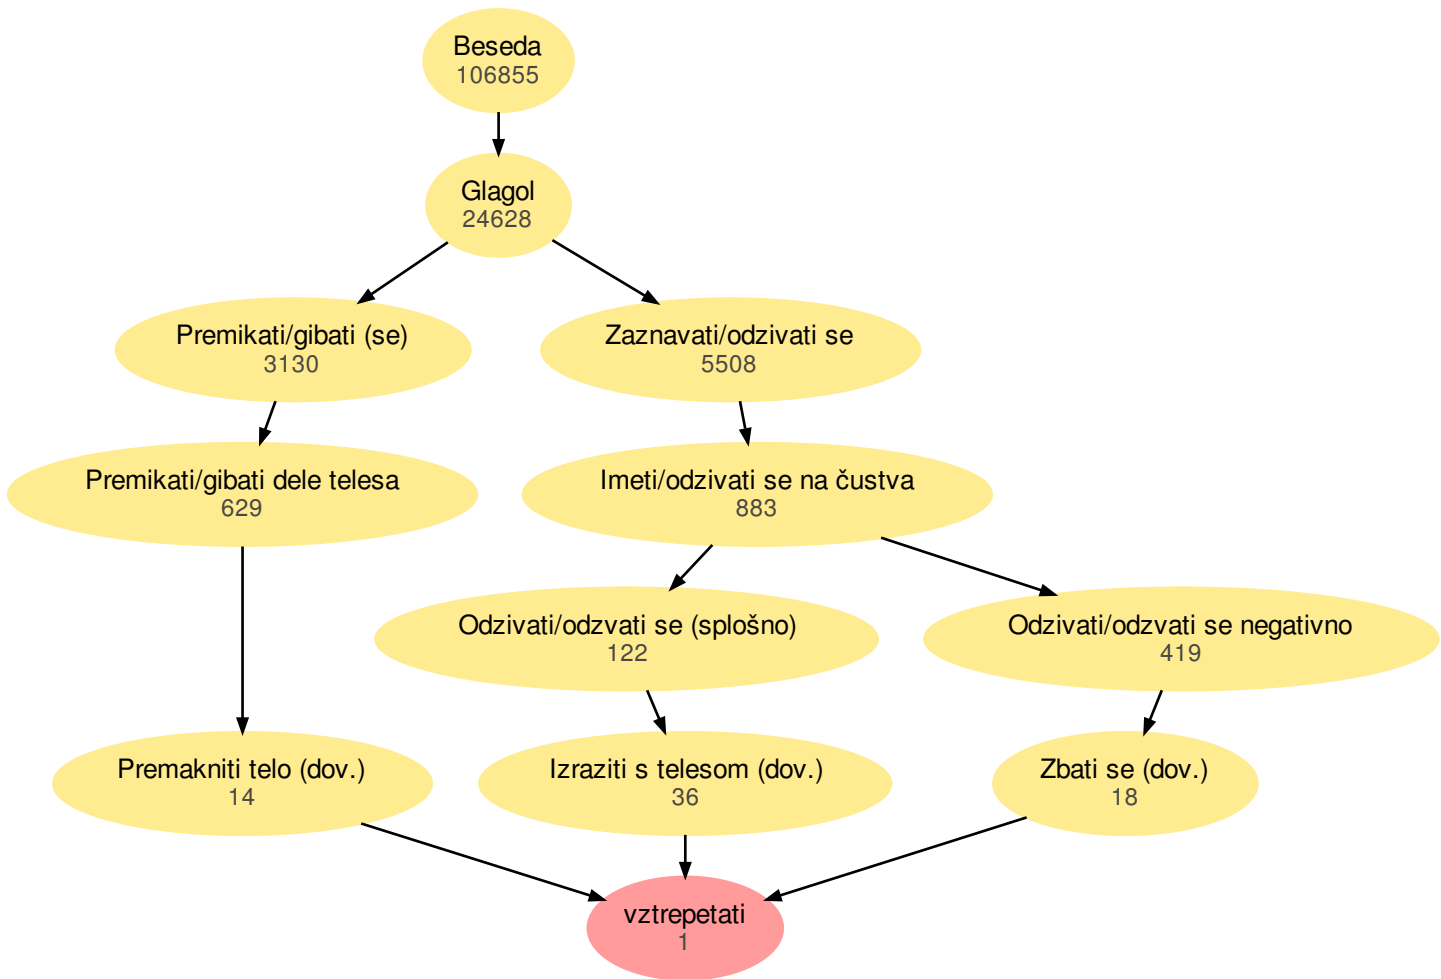 Beseda
106855
Glagol
24628
Premikati/gibati (se)
3130
Zaznavati/odzivati se
5508
Premikati/gibati dele telesa
629
Imeti/odzivati se na čustva
883
Odzivati/odzvati se (splošno)
122
Odzivati/odzvati se negativno
419
Premakniti telo (dov.)
14
Izraziti s telesom (dov.)
36
Zbati se (dov.)
18
vztrepetati
1